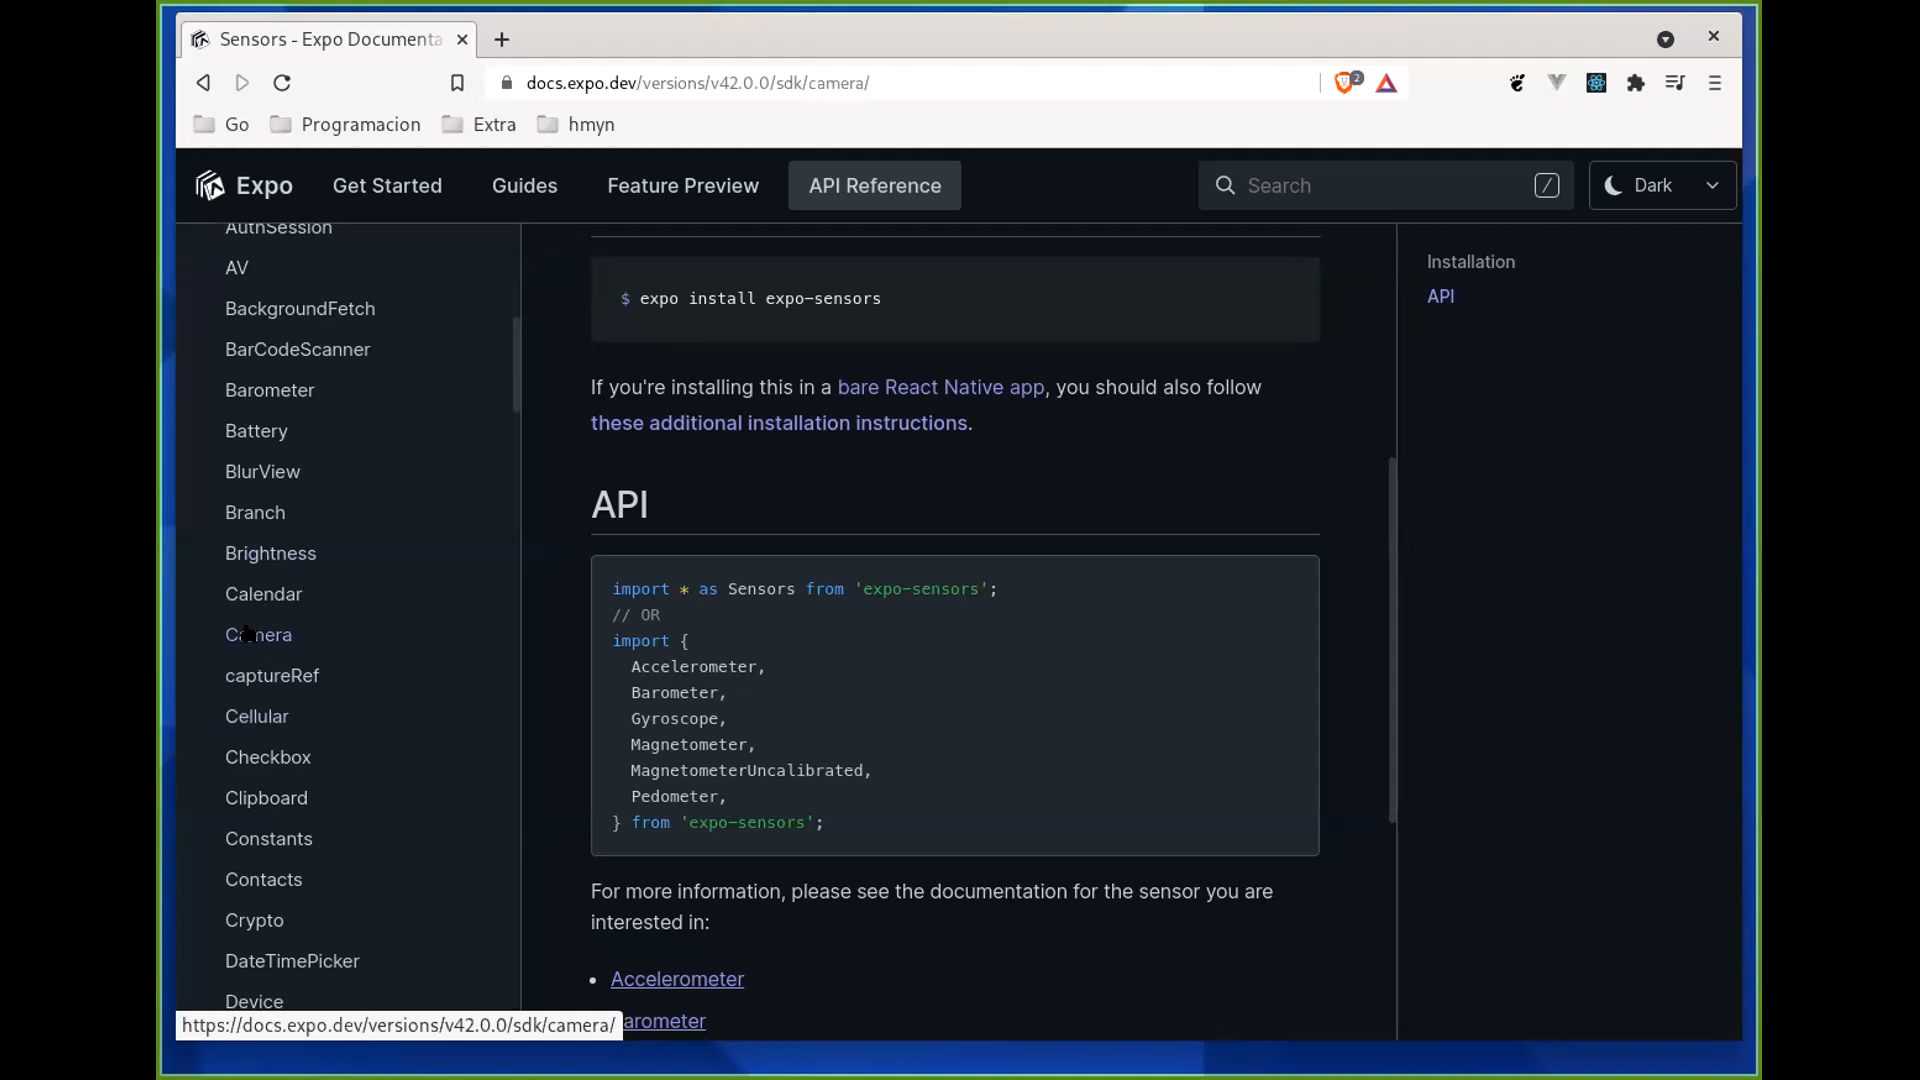 Sensors - Expo Documenta
docs.expo.dev/versions/v42.0.0/sdk/camera/
2
Go
Programacion
Extra
hmyn
Expo
Get Started
Guides
Feature Preview
API Reference
Search
/
Dark
AuthSession
AV
BackgroundFetch
BarCodeScanner
Barometer
Battery
BlurView
Branch
Brightness
Calendar
Camera
captureRef
Cellular
Checkbox
Clipboard
Constants
Contacts
Crypto
DateTimePicker
Device
https://docs.expo.dev/versions/v42.0.0/sdk/camera/
$ expo install expo-sensors
If you're installing this in a bare React Native app, you should also follow
these additional installation instructions.
API
import * as Sensors from 'expo-sensors';
// OR
import {
Accelerometer,
Barometer,
Gyroscope,
Magnetometer,
MagnetometerUncalibrated,
Pedometer,
} from 'expo-sensors';
For more information, please see the documentation for the sensor you are
interested in:
• Accelerometer
arometer
Installation
API